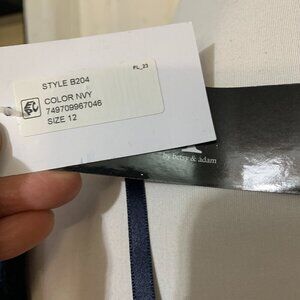 STYLE B204
FL_23
COLOR NVY
749709967046
SIZE 12
by betsy & adam